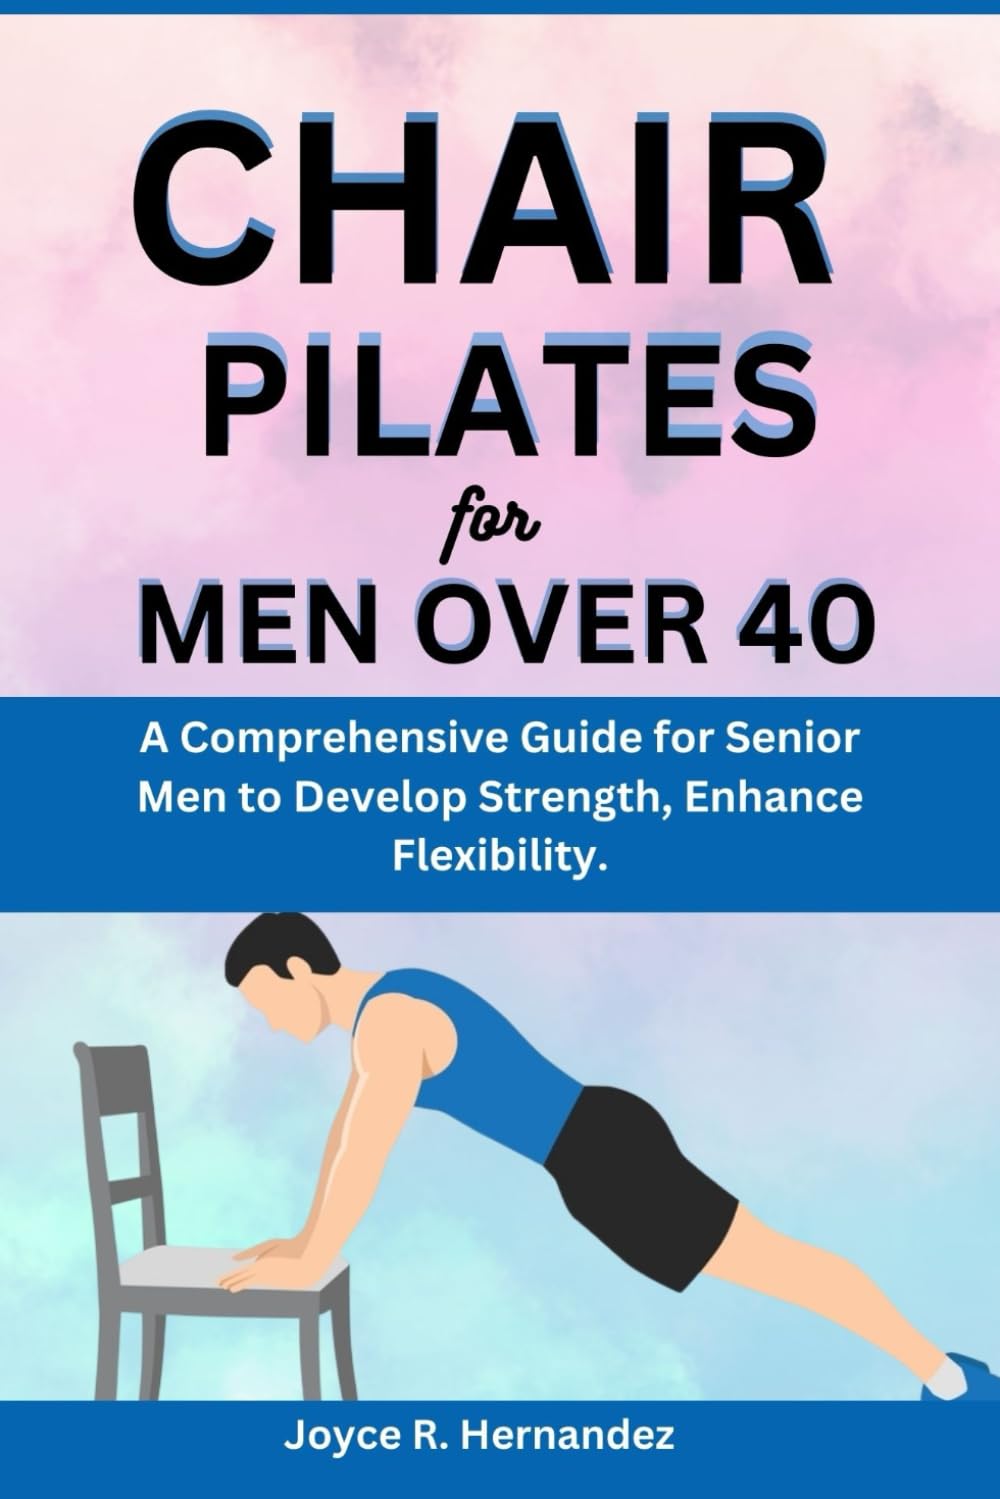 CHAIR
PILATES
for
MEN OVER 40
A Comprehensive Guide for Senior
Men to Develop Strength, Enhance
Flexibility.
Joyce R. Hernandez